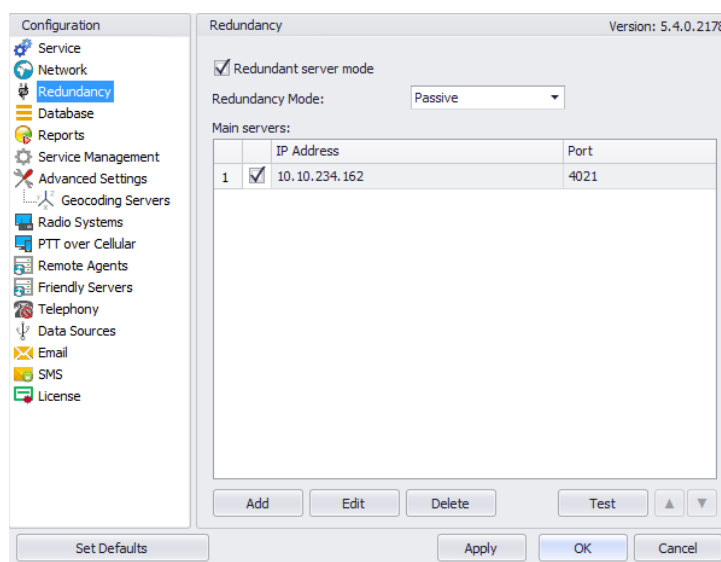 Configuration
Service
Network
Redundancy
Database
Reports
Service Management
Advanced Settings
Geocoding Servers
Radio Systems
PTT over Cellular
Remote Agents
Friendly Servers
Telephony
Data Sources
Email
SMS
License
Redundancy Version: 5.4.0.2178
Redundant server mode
Redundancy Mode: Passive
Main servers:
IP Address Port
1 10.10.234.162 4021
Add Edit Delete Test
Set Defaults Apply OK Cancel